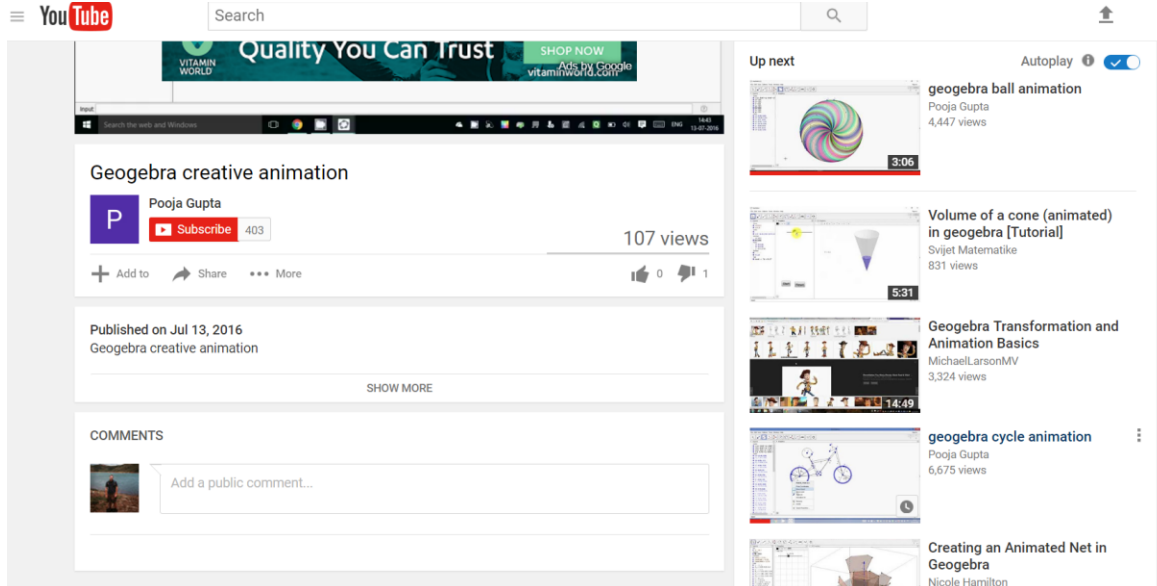 YouTube
Search
VITAMIN
WORLD
Quality You Can Trust
SHOP NOW
Ads by Google
vitaminworld.com
Input:
Search the web and Windows
ENG
14:43
13-07-2016
Geogebra creative animation
P
Pooja Gupta
Subscribe 403
107 views
Add to Share More
0 1
Published on Jul 13, 2016
Geogebra creative animation
SHOW MORE
COMMENTS
Add a public comment...
Up next Autoplay
geogebra ball animation
Pooja Gupta
4,447 views
3:06
Volume of a cone (animated)
in geogebra [Tutorial]
Svijet Matematike
831 views
5:31
Geogebra Transformation and
Animation Basics
MichaelLarsonMV
3,324 views
14:49
geogebra cycle animation
Pooja Gupta
6,675 views
Creating an Animated Net in
Geogebra
Nicole Hamilton